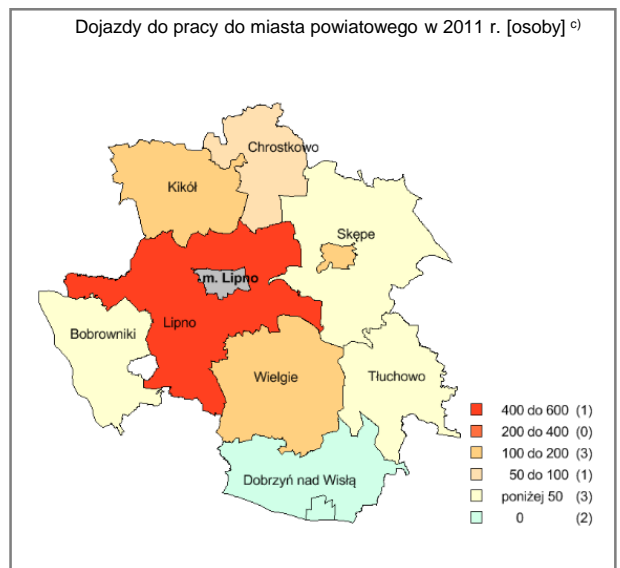 Dojazdy do pracy do miasta powiatowego w 2011 r. [osoby] c)
Chrostkowo
Kikół
Skępe
m. Lipno
Lipno
Bobrowniki
Wielgie
Tłuchowo
Dobrzyń nad Wisłą
400 do 600 (1)
200 do 400 (0)
100 do 200 (3)
50 do 100 (1)
poniżej 50 (3)
0 (2)